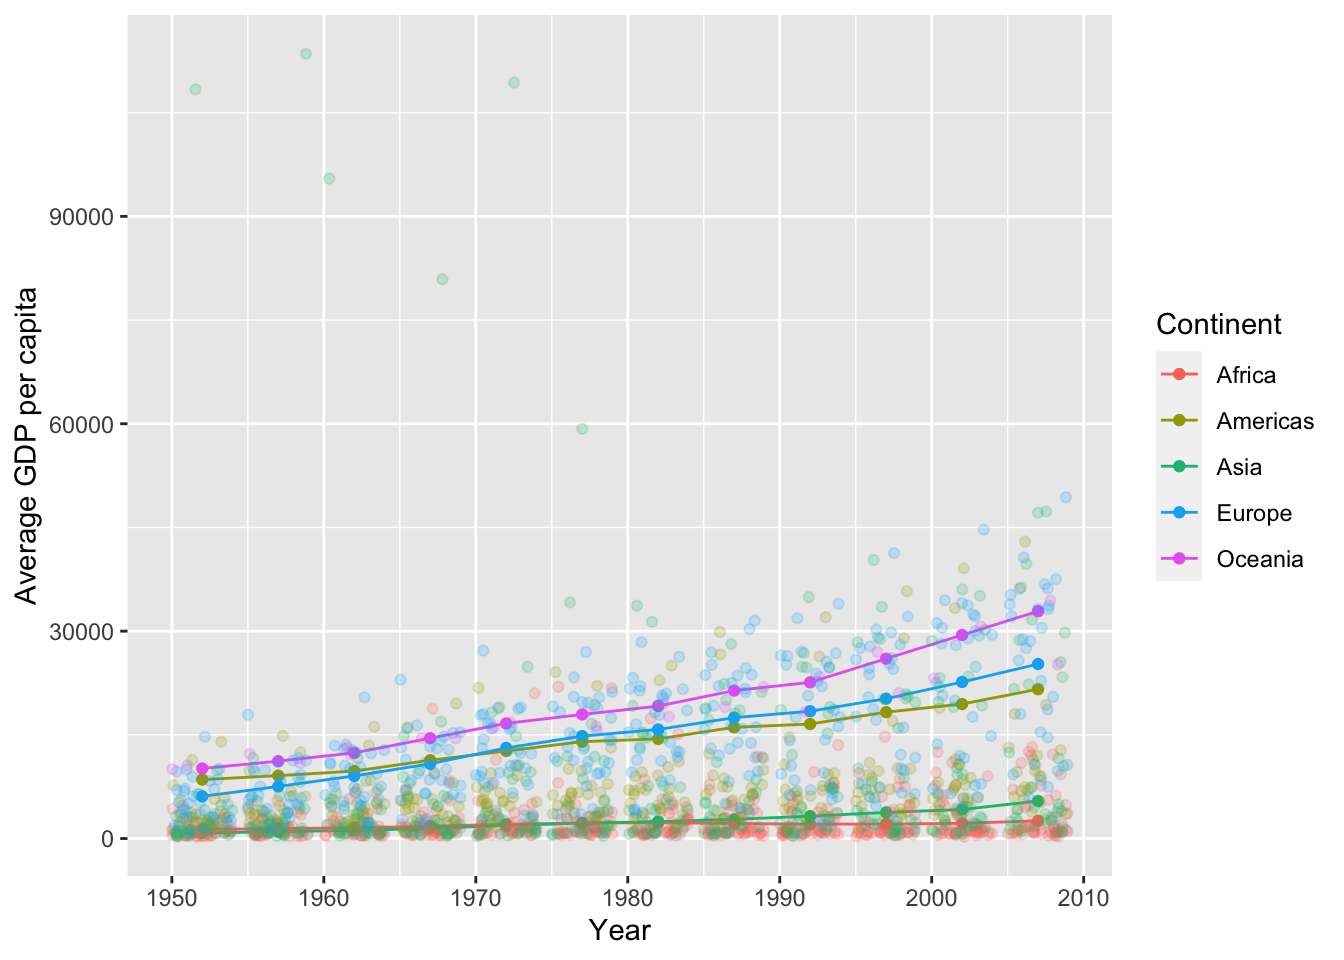 Average GDP per capita
90000
60000
30000
0
1950 1960 1970 1980 1990 2000 2010
Year
Continent
Africa
Americas
Asia
Europe
Oceania